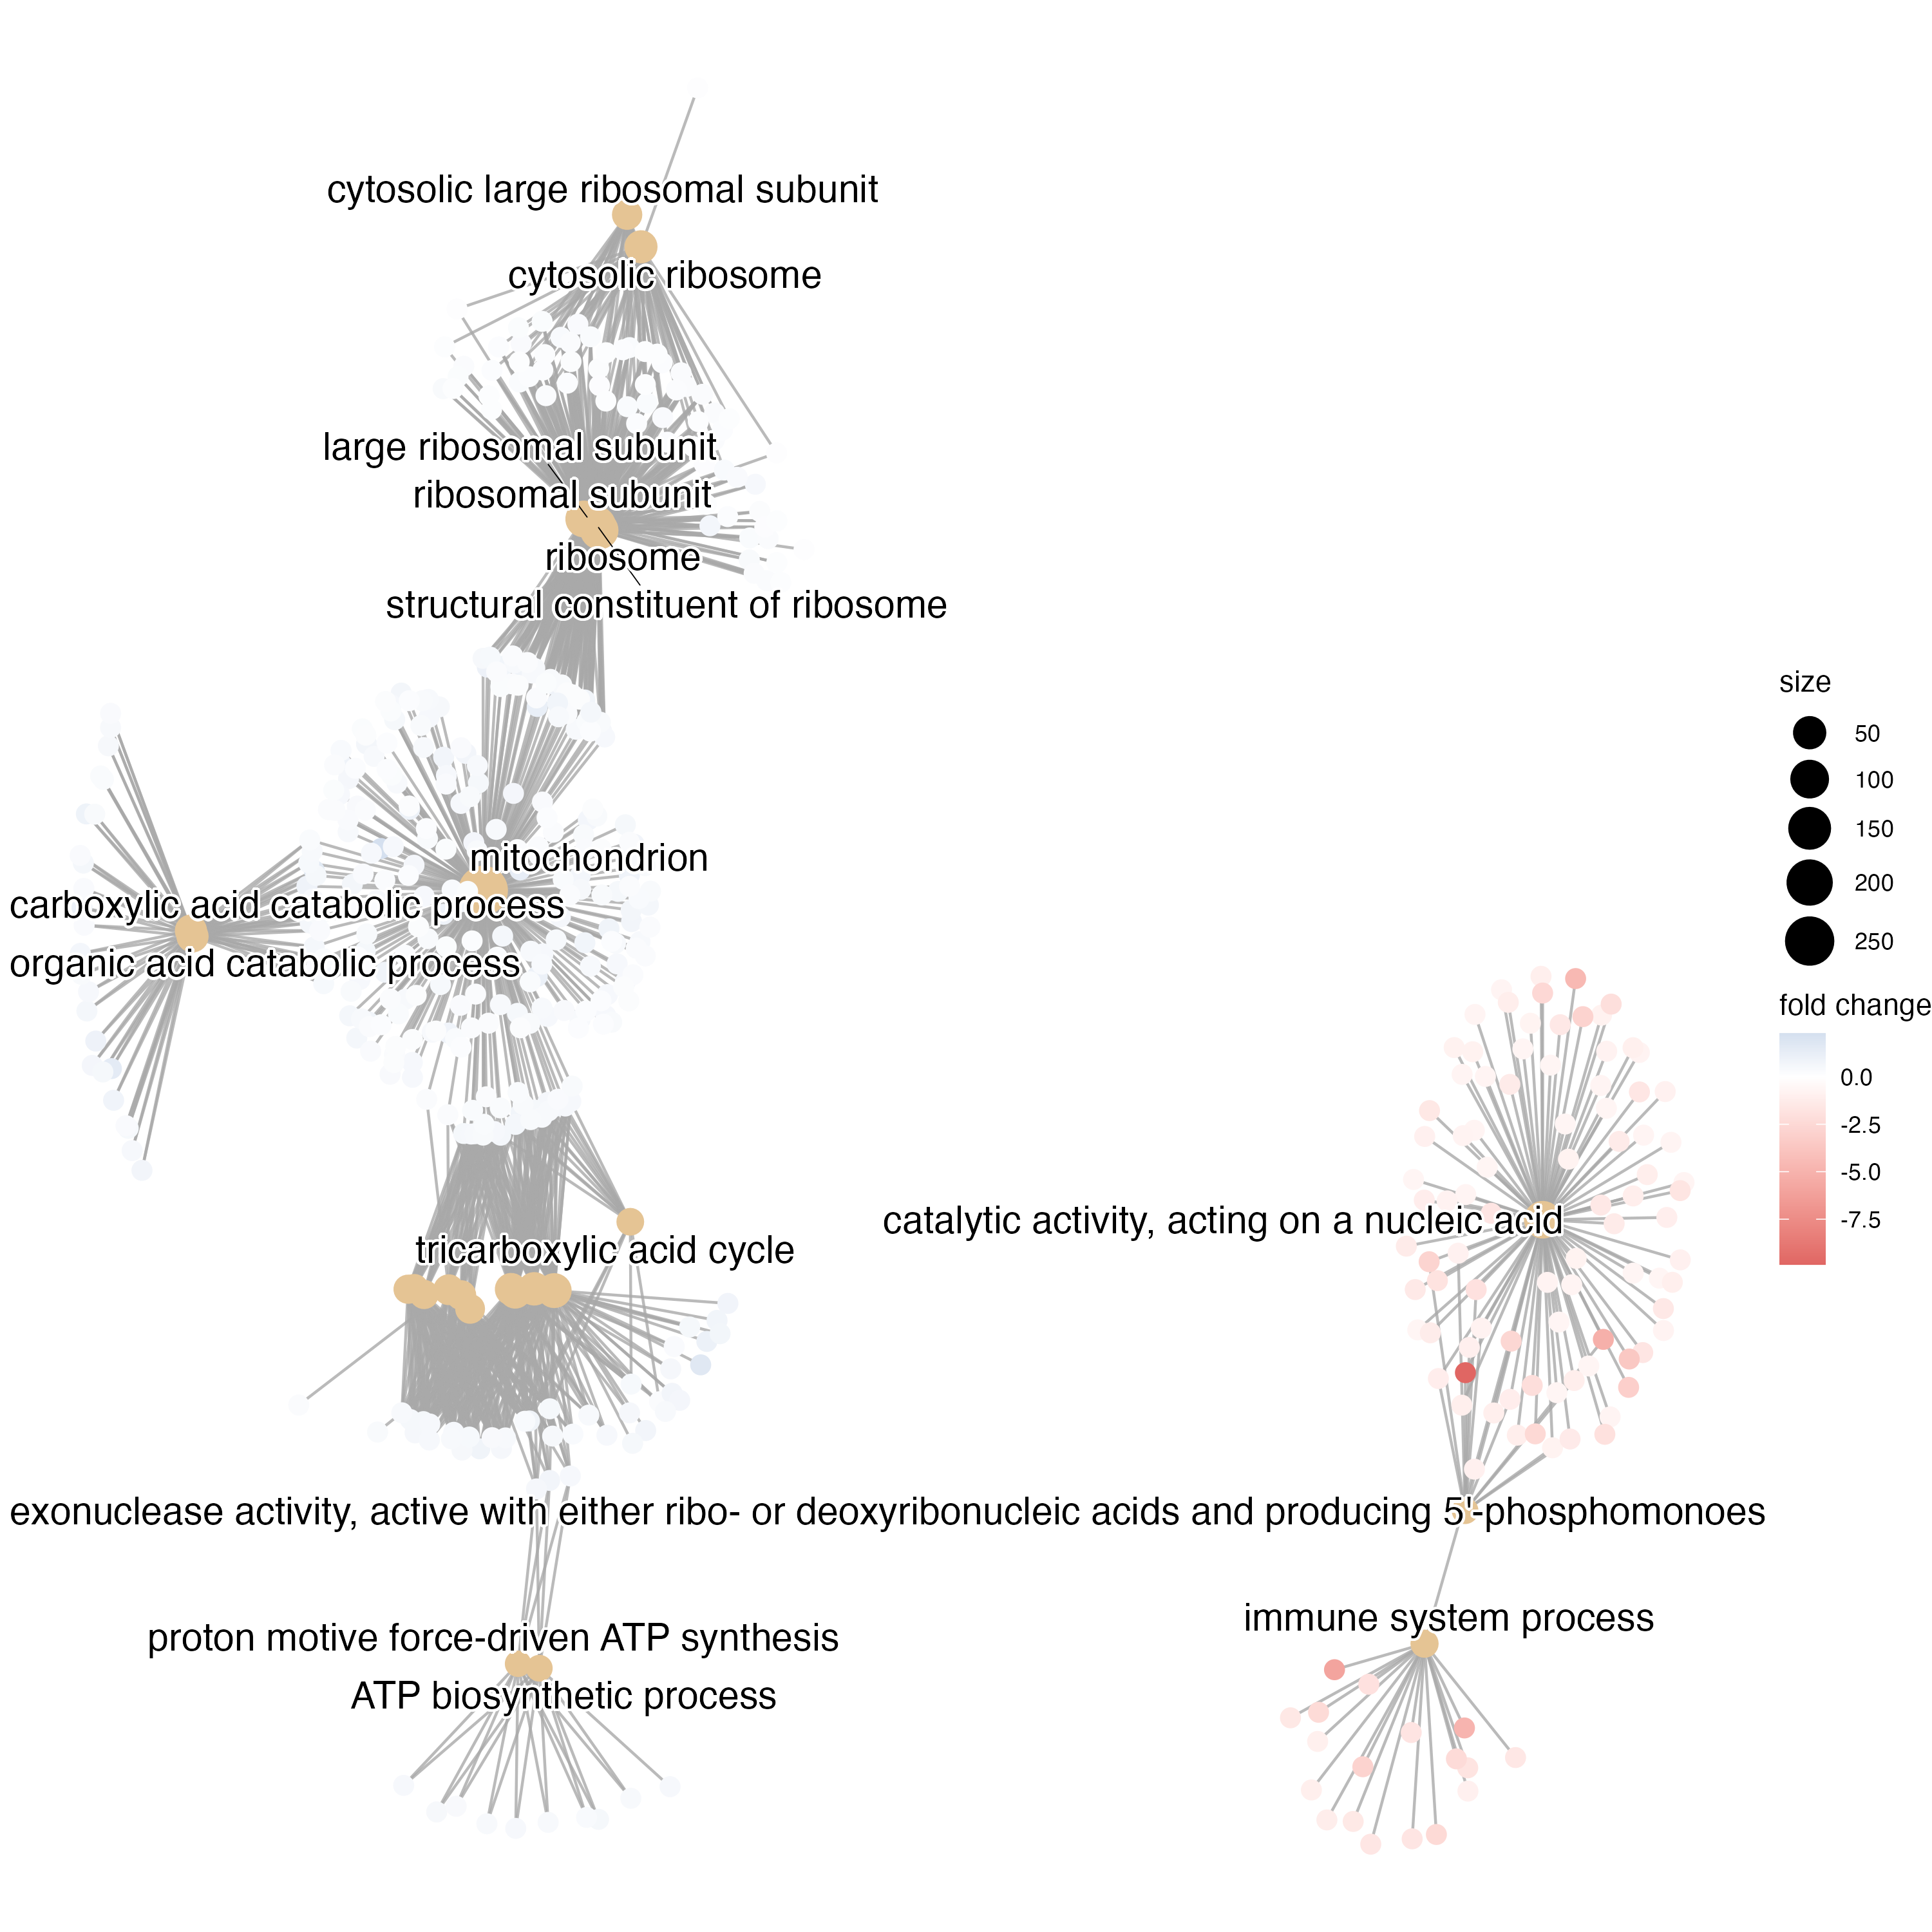 cytosolic large ribosomal subunit
cytosolic ribosome
large ribosomal subunit
ribosomal subunit
ribosome
structural constituent of ribosome
mitochondrion
carboxylic acid catabolic process
organic acid catabolic process
tricarboxylic acid cycle
catalytic activity, acting on a nucleic acid
exonuclease activity, active with either ribo- or deoxyribonucleic acids and producing 5'-phosphomonoes
immune system process
proton motive force-driven ATP synthesis
ATP biosynthetic process
size
50
100
150
200
250
fold change
0.0
-2.5
-5.0
-7.5